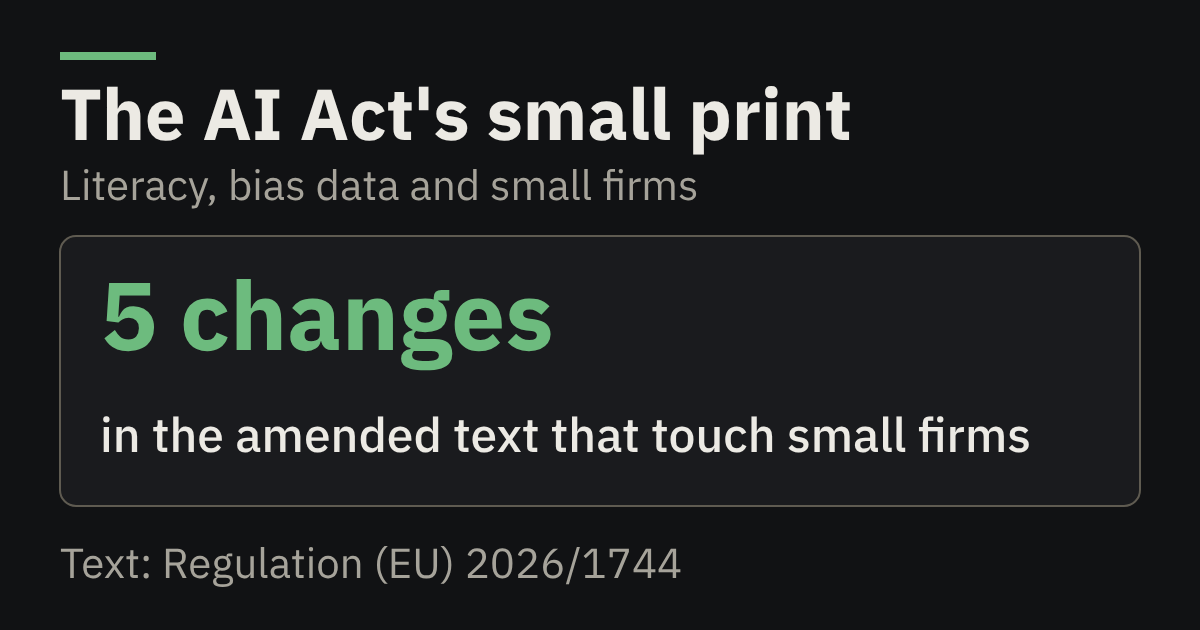 The AI Act's small print
Literacy, bias data and small firms
5 changes
in the amended text that touch small firms
Text: Regulation (EU) 2026/1744